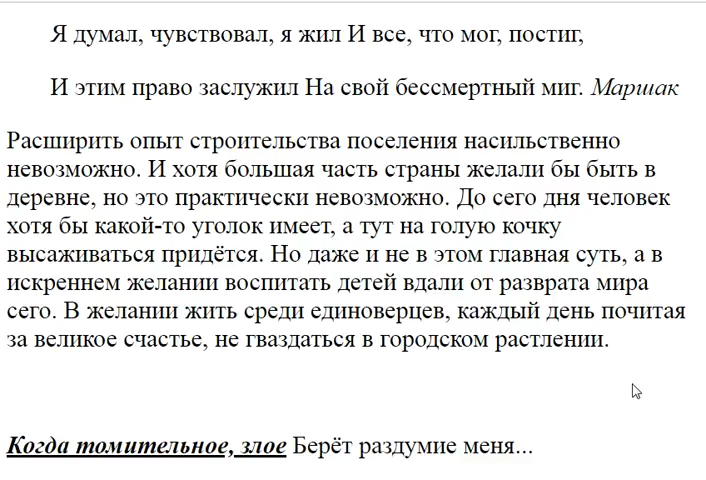 Я думал, чувствовал, я жил И все, что мог, постиг,
И этим право заслужил На свой бессмертный миг. Маршак
Расширить опыт строительства поселения насильственно
невозможно. И хотя большая часть страны желали бы быть в
деревне, но это практически невозможно. До сего дня человек
хотя бы какой-то уголок имеет, а тут на голую кочку
высаживаться придётся. Но даже и не в этом главная суть, а в
искреннем желании воспитать детей вдали от разврата мира
сего. В желании жить среди единоверцев, каждый день почитая
за великое счастье, не гваздаться в городском растлении.
Когда томительное, злое Берёт раздумие меня...